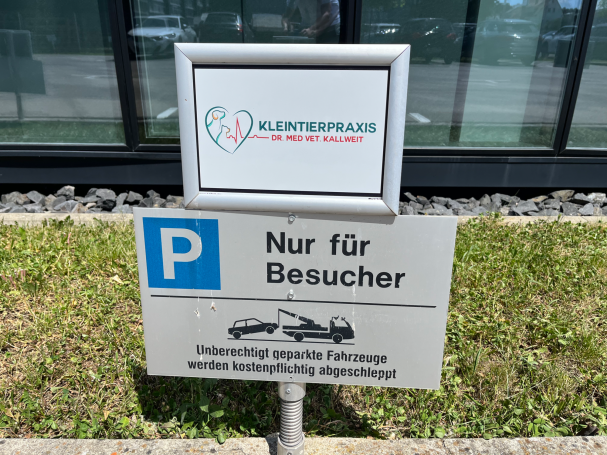 KLEINTIERPRAXIS
DR. MED VET. KALLWEIT
P
Nur für
Besucher
Unberechtigt geparkte Fahrzeuge
werden kostenpflichtig abgeschleppt